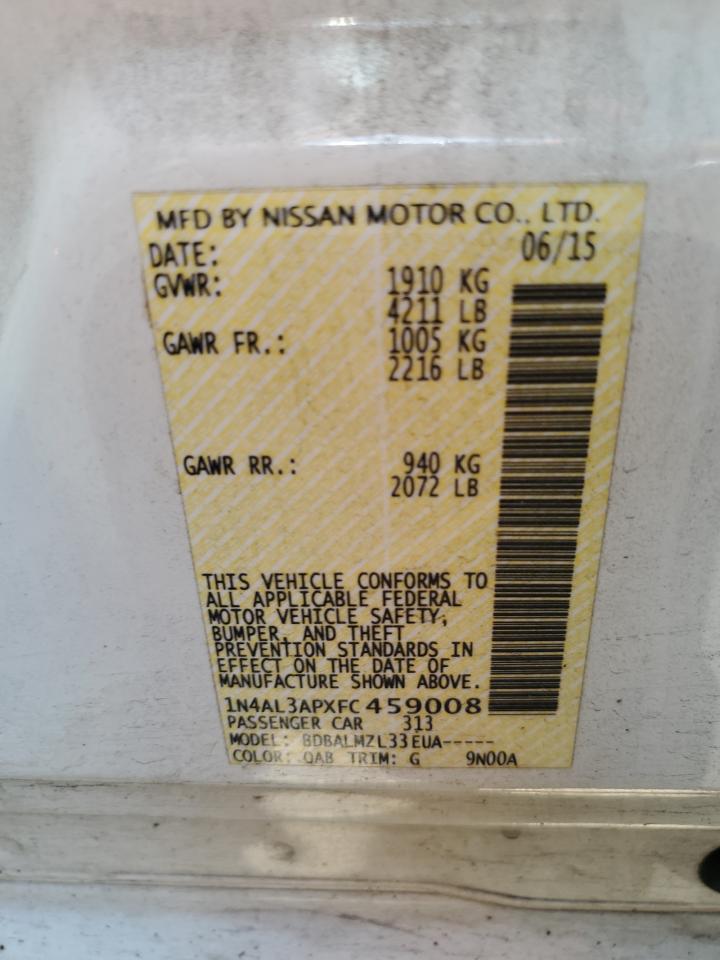 MFD BY NISSAN MOTOR CO., LTD.
DATE: 06/15
GVWR: 1910 KG
4211 LB
GAWR FR.: 1005 KG
2216 LB
GAWR RR.: 940 KG
2072 LB
THIS VEHICLE CONFORMS TO
ALL APPLICABLE FEDERAL
MOTOR VEHICLE SAFETY,
BUMPER, AND THEFT
PREVENTION STANDARDS IN
EFFECT ON THE DATE OF
MANUFACTURE SHOWN ABOVE.
1N4AL3APXFC459008
PASSENGER CAR 313
MODEL: BDBALMZL33EUA-----
COLOR: QAB TRIM: G 9N00A